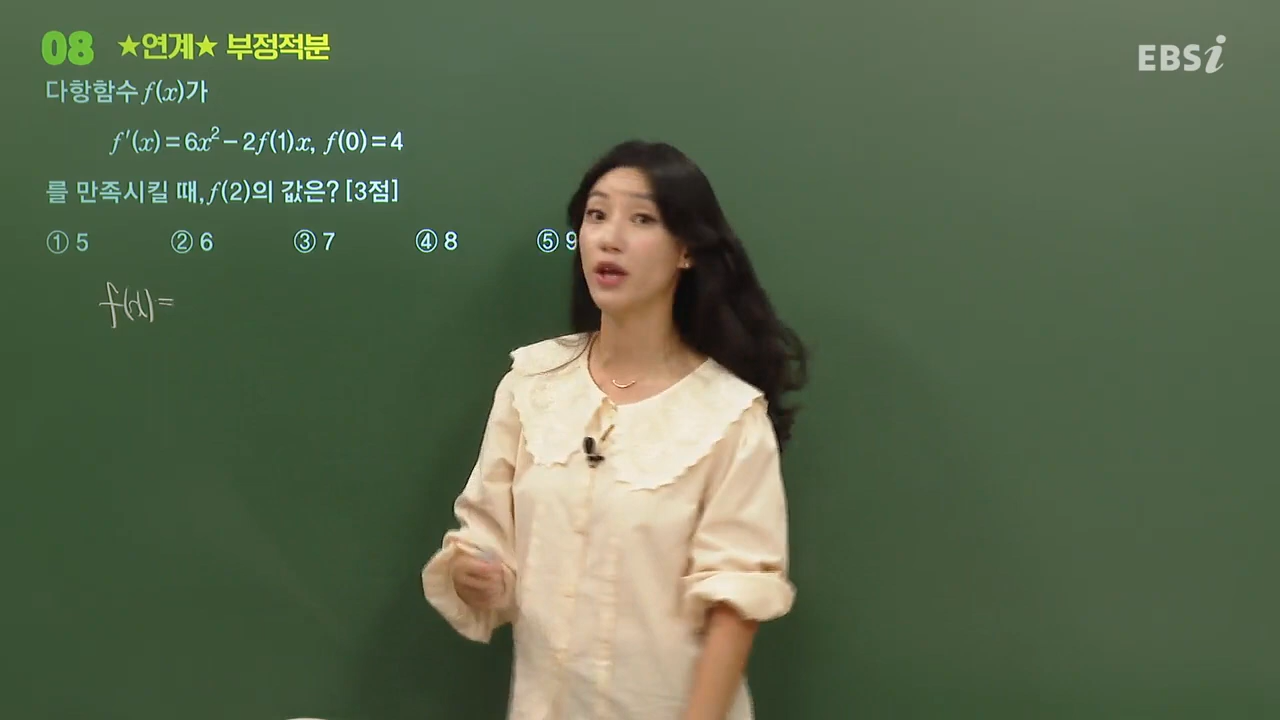 08 ★연계★ 부정적분
EBSi
다항함수 f(x)가
f'(x)=6x²-2f(1)x, f(0)=4
를 만족시킬 때, f(2)의 값은? [3점]
① 5 ② 6 ③ 7 ④ 8 ⑤ 9
f(x)=